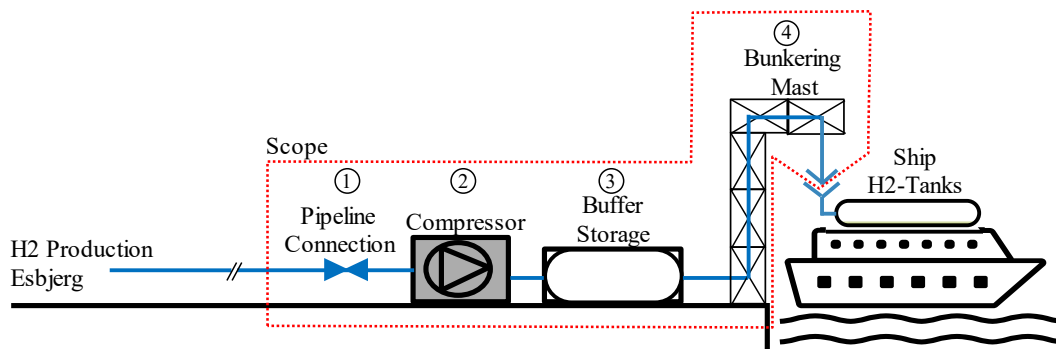 ④
Bunkering
Mast
Scope
①
Pipeline
Connection
②
Compressor
③
Buffer
Storage
Ship
H2-Tanks
H2 Production
Esbjerg